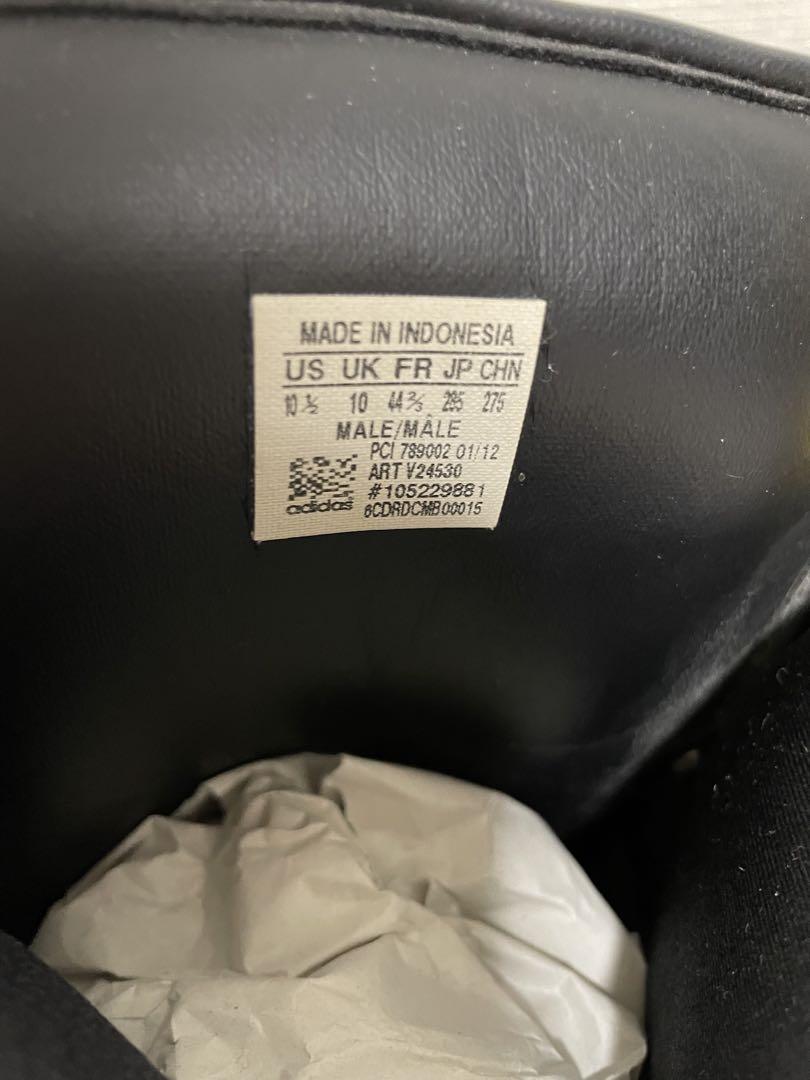 MADE IN INDONESIA
US UK FR JP CHN
10 ½ 10 44 ⅔ 285 275
MALE/MÂLE
PCI 789002 01/12
ART V24530
#105229881
adidas 6CDRDCMB00015